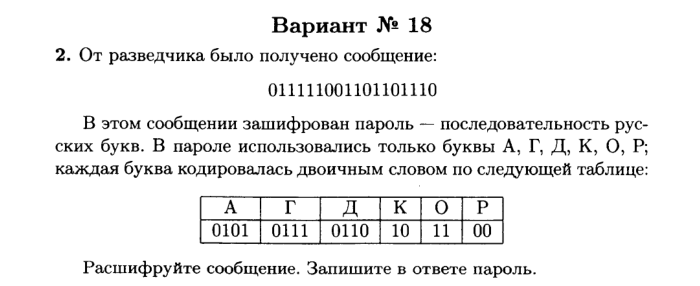 Вариант № 18
2. От разведчика было получено сообщение:
011111001101101110
В этом сообщении зашифрован пароль — последовательность рус-
ских букв. В пароле использовались только буквы А, Г, Д, К, О, Р;
каждая буква кодировалась двоичным словом по следующей таблице:
А Г Д К О Р
0101 0111 0110 10 11 00
Расшифруйте сообщение. Запишите в ответе пароль.